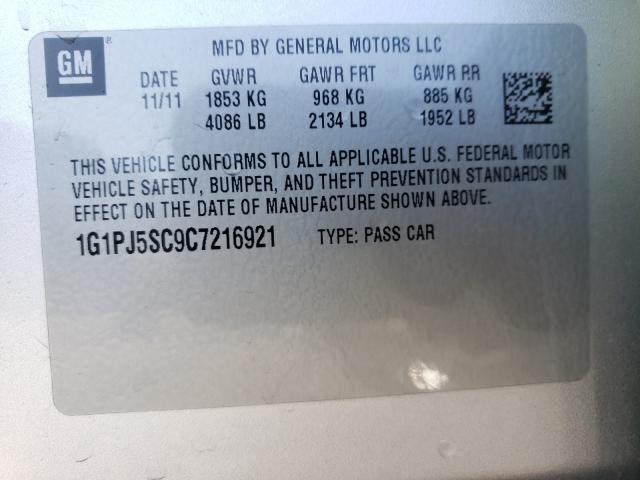 GM
MFD BY GENERAL MOTORS LLC
DATE GVWR GAWR FRT GAWR RR
11/11 1853 KG 968 KG 885 KG
4086 LB 2134 LB 1952 LB
THIS VEHICLE CONFORMS TO ALL APPLICABLE U.S. FEDERAL MOTOR
VEHICLE SAFETY, BUMPER, AND THEFT PREVENTION STANDARDS IN
EFFECT ON THE DATE OF MANUFACTURE SHOWN ABOVE.
1G1PJ5SC9C7216921 TYPE: PASS CAR